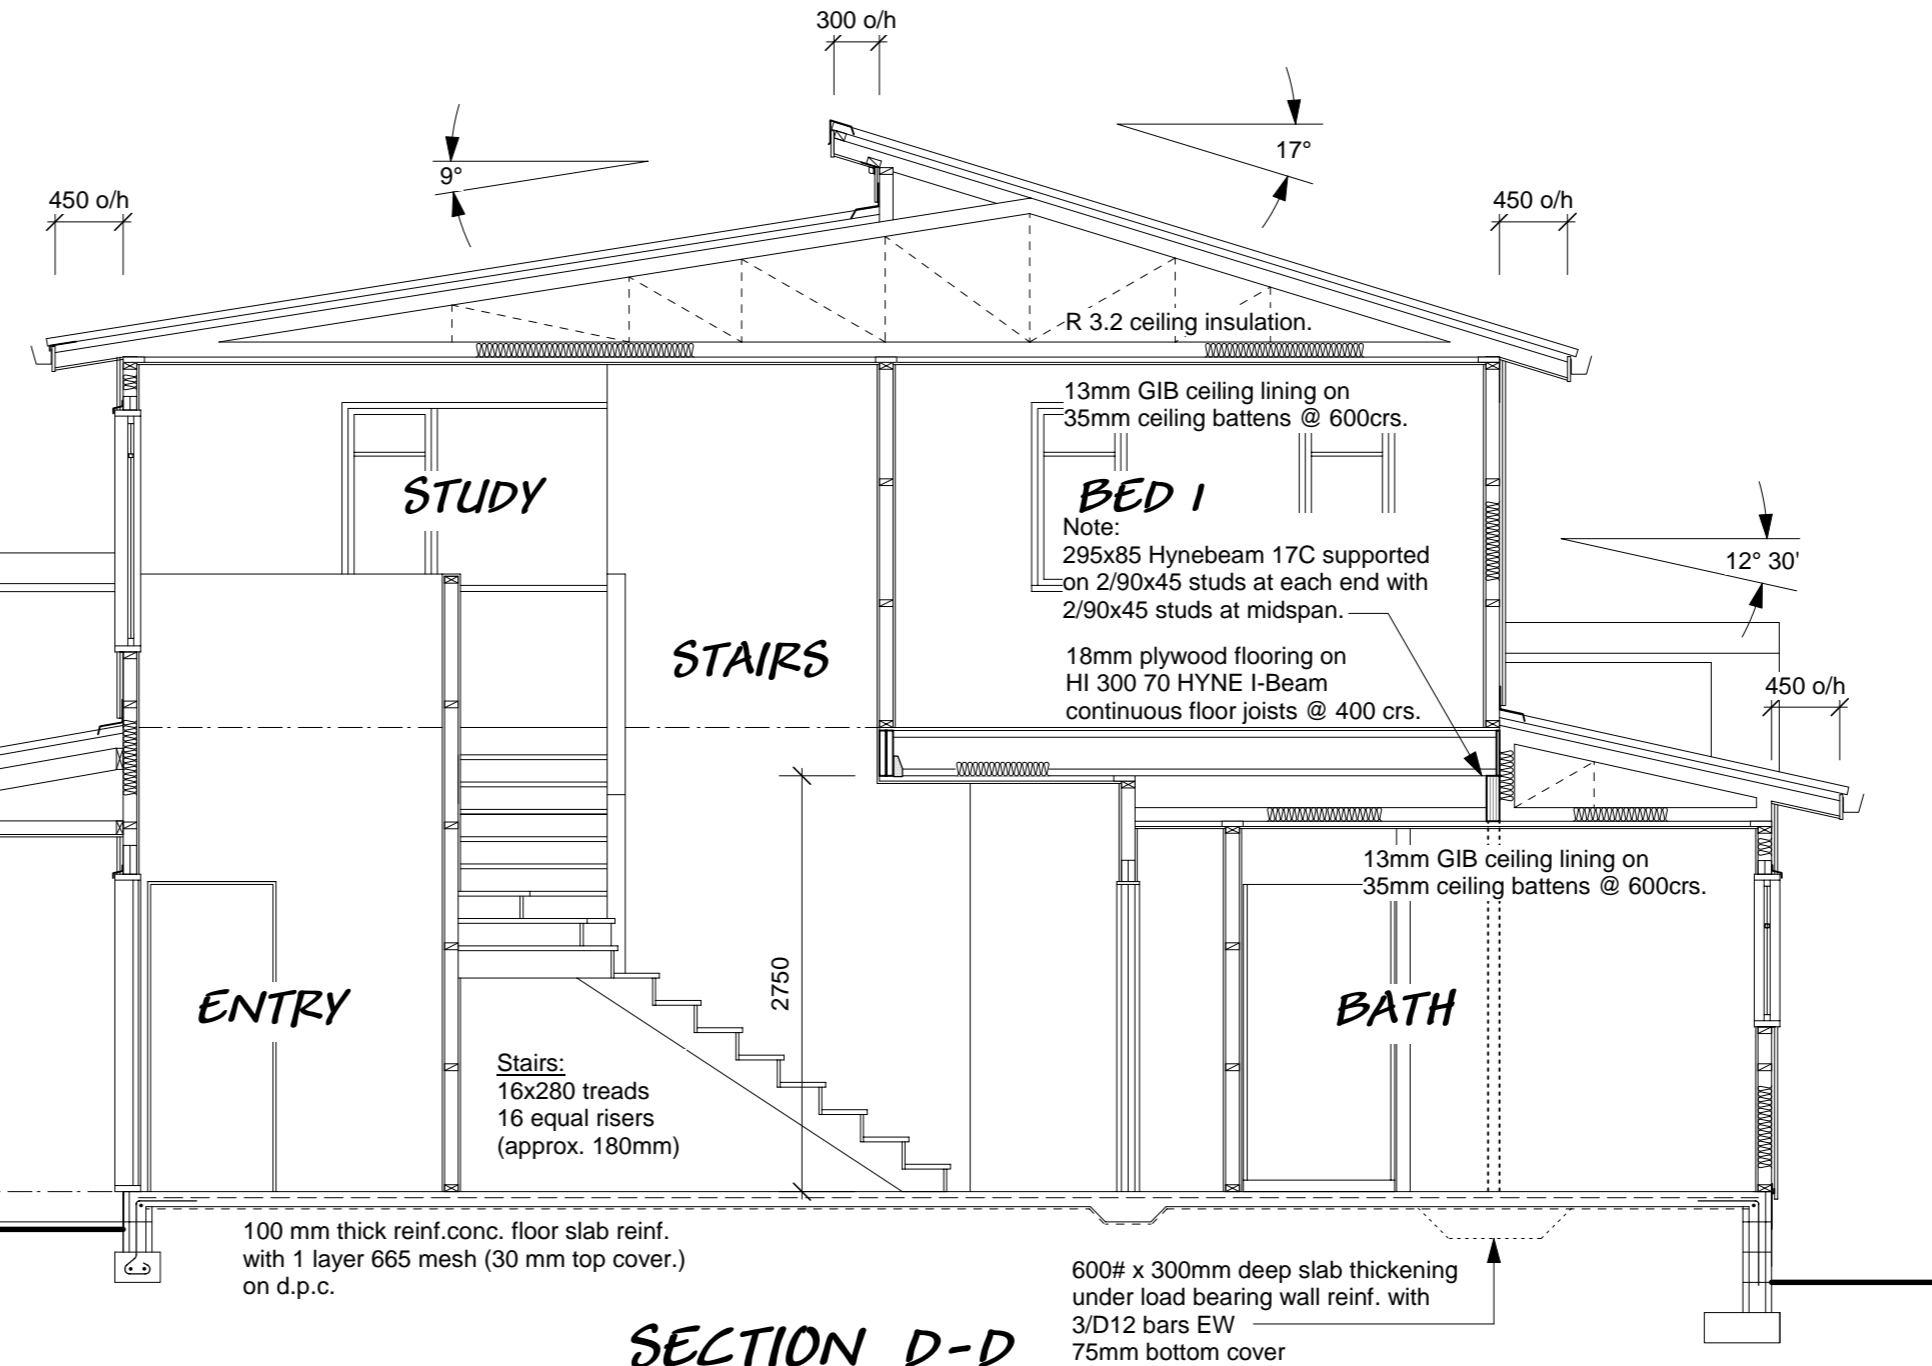 300 o/h
17°
9°
450 o/h
450 o/h
R 3.2 ceiling insulation.
13mm GIB ceiling lining on
35mm ceiling battens @ 600crs.
STUDY
BED 1
Note:
295x85 Hynebeam 17C supported
on 2/90x45 studs at each end with
2/90x45 studs at midspan.
12° 30'
STAIRS
18mm plywood flooring on
HI 300 70 HYNE I-Beam
continuous floor joists @ 400 crs.
450 o/h
13mm GIB ceiling lining on
35mm ceiling battens @ 600crs.
2750
ENTRY
BATH
Stairs:
16x280 treads
16 equal risers
(approx. 180mm)
100 mm thick reinf.conc. floor slab reinf.
with 1 layer 665 mesh (30 mm top cover.)
on d.p.c.
600# x 300mm deep slab thickening
under load bearing wall reinf. with
3/D12 bars EW
75mm bottom cover
SECTION D-D